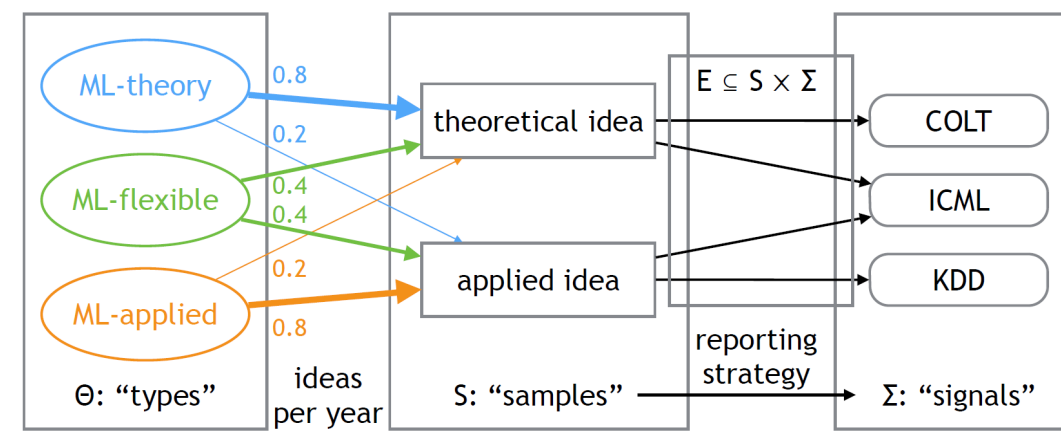 ML-theory
ML-flexible
ML-applied
Θ: “types”
0.8
0.2
0.4
0.4
0.2
0.8
ideas
per year
theoretical idea
applied idea
S: “samples”
E ⊆ S × Σ
reporting
strategy
COLT
ICML
KDD
Σ: “signals”